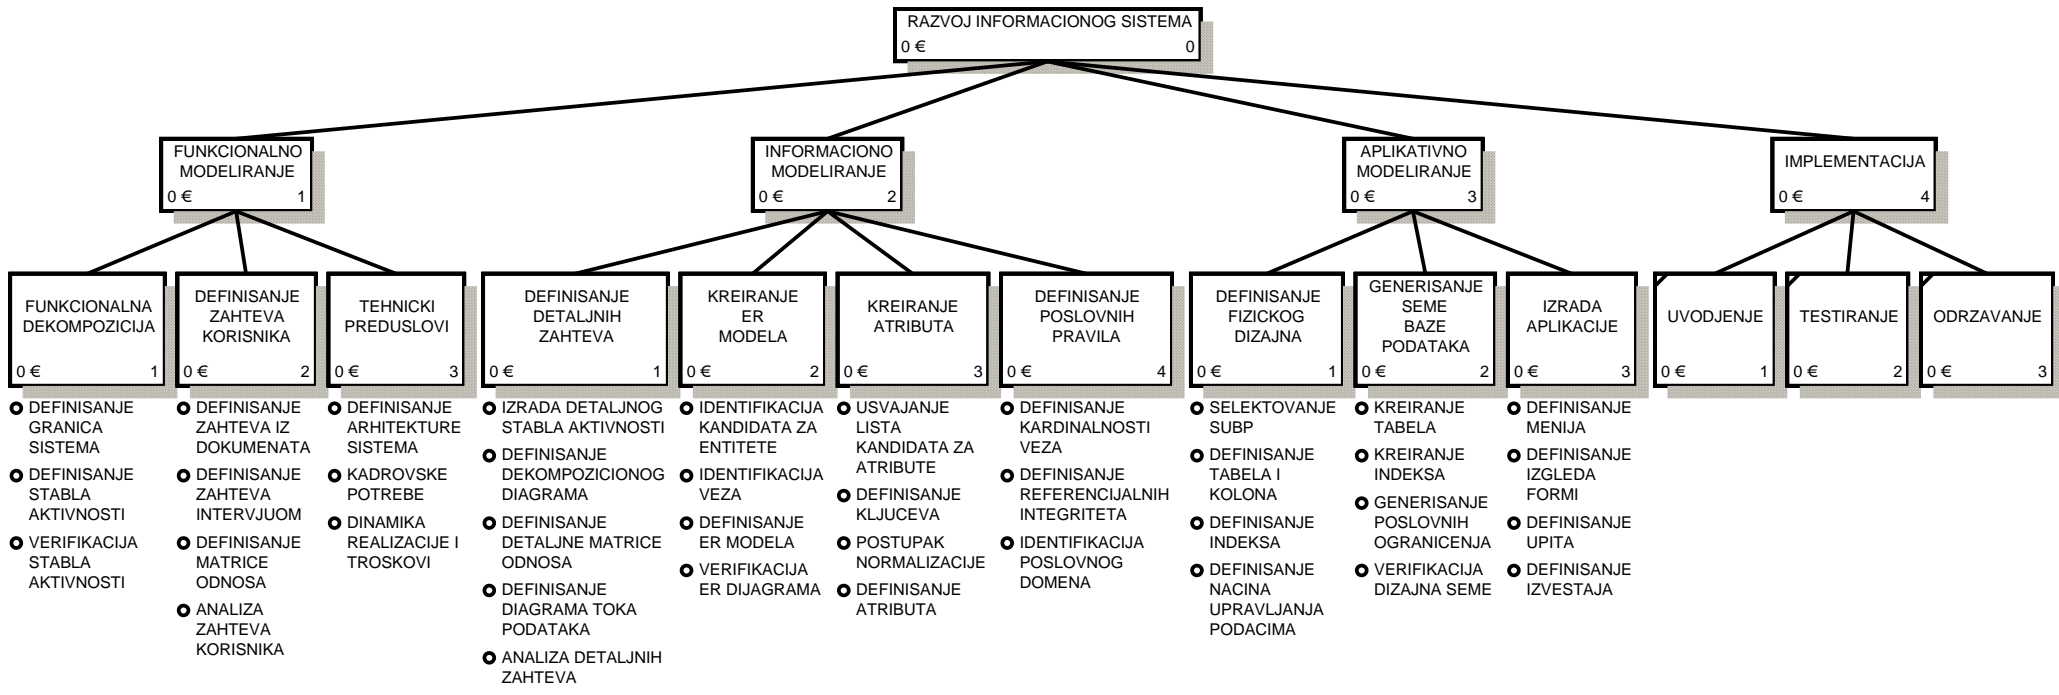 RAZVOJ INFORMACIONOG SISTEMA
0 € 0
FUNKCIONALNO
MODELIRANJE
0 € 1
INFORMACIONO
MODELIRANJE
0 € 2
APLIKATIVNO
MODELIRANJE
0 € 3
IMPLEMENTACIJA
0 € 4
FUNKCIONALNA
DEKOMPOZICIJA
0 € 1
DEFINISANJE
ZAHTEVA
KORISNIKA
0 € 2
TEHNICKI
PREDUSLOVI
0 € 3
DEFINISANJE
DETALJNIH
ZAHTEVA
0 € 1
KREIRANJE
ER
MODELA
0 € 2
KREIRANJE
ATRIBUTA
0 € 3
DEFINISANJE
POSLOVNIH
PRAVILA
0 € 4
DEFINISANJE
FIZICKOG
DIZAJNA
0 € 1
GENERISANJE
SEME
BAZE
PODATAKA
0 € 2
IZRADA
APLIKACIJE
0 € 3
UVODJENJE
0 € 1
TESTIRANJE
0 € 2
ODRZAVANJE
0 € 3
DEFINISANJE
GRANICA
SISTEMA
DEFINISANJE
STABLA
AKTIVNOSTI
VERIFIKACIJA
STABLA
AKTIVNOSTI
DEFINISANJE
ZAHTEVA IZ
DOKUMENATA
DEFINISANJE
ZAHTEVA
INTERVJUOM
DEFINISANJE
MATRICE
ODNOSA
ANALIZA
ZAHTEVA
KORISNIKA
DEFINISANJE
ARHITEKTURE
SISTEMA
KADROVSKE
POTREBE
DINAMIKA
REALIZACIJE I
TROSKOVI
IZRADA DETALJNOG
STABLA AKTIVNOSTI
DEFINISANJE
DEKOMPOZICIONOG
DIAGRAMA
DEFINISANJE
DETALJNE MATRICE
ODNOSA
DEFINISANJE
DIAGRAMA TOKA
PODATAKA
ANALIZA DETALJNIH
ZAHTEVA
IDENTIFIKACIJA
KANDIDATA ZA
ENTITETE
IDENTIFIKACIJA
VEZA
DEFINISANJE
ER MODELA
VERIFIKACIJA
ER DIJAGRAMA
USVAJANJE
LISTA
KANDIDATA ZA
ATRIBUTE
DEFINISANJE
KLJUCEVA
POSTUPAK
NORMALIZACIJE
DEFINISANJE
ATRIBUTA
DEFINISANJE
KARDINALNOSTI
VEZA
DEFINISANJE
REFERENCIJALNIH
INTEGRITETA
IDENTIFIKACIJA
POSLOVNOG
DOMENA
SELEKTOVANJE
SUBP
DEFINISANJE
TABELA I
KOLONA
DEFINISANJE
INDEKSA
DEFINISANJE
NACINA
UPRAVLJANJA
PODACIMA
KREIRANJE
TABELA
KREIRANJE
INDEKSA
GENERISANJE
POSLOVNIH
OGRANICENJA
VERIFIKACIJA
DIZAJNA SEME
DEFINISANJE
MENIJA
DEFINISANJE
IZGLEDA
FORMI
DEFINISANJE
UPITA
DEFINISANJE
IZVESTAJA